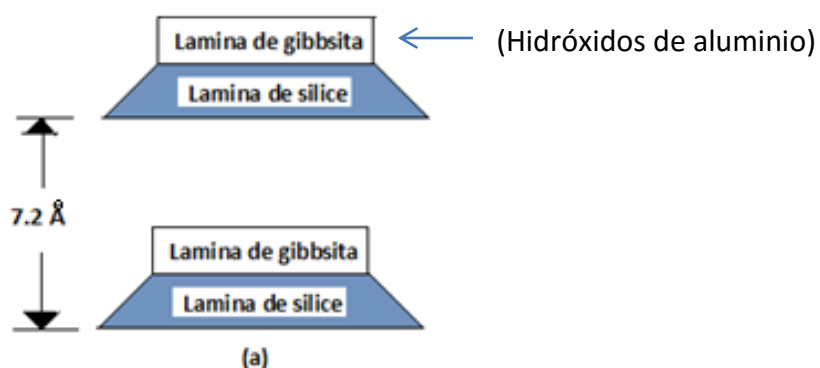 Lamina de gibbsita
(Hidróxidos de aluminio)
Lamina de silice
7.2 Å
Lamina de gibbsita
Lamina de silice
(a)